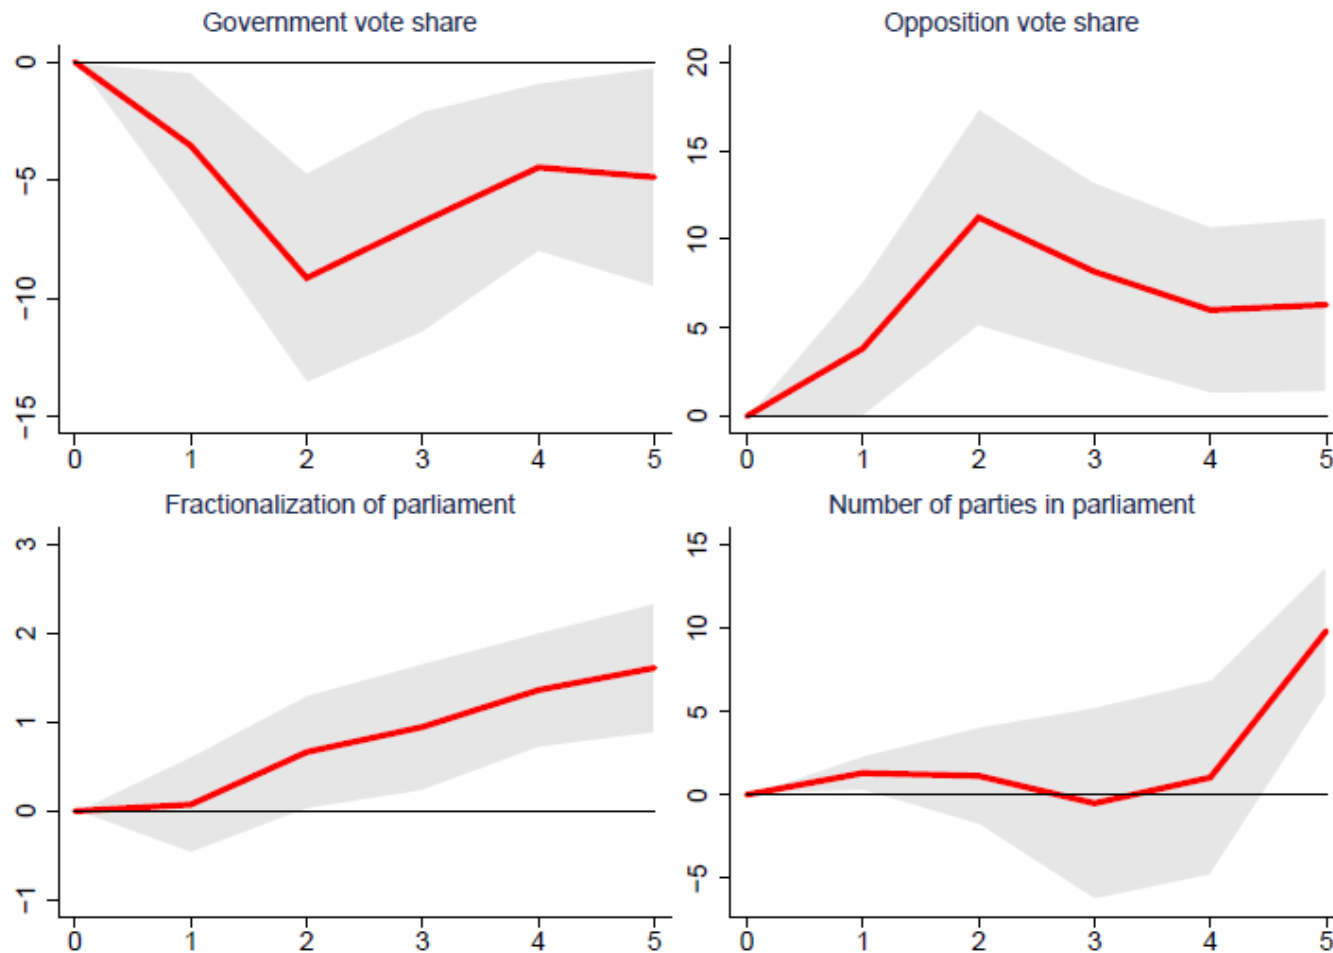 Government vote share
0
−5
−10
−15
0 1 2 3 4 5
Opposition vote share
20
15
10
5
0
0 1 2 3 4 5
Fractionalization of parliament
3
2
1
0
−1
0 1 2 3 4 5
Number of parties in parliament
15
10
5
0
−5
0 1 2 3 4 5